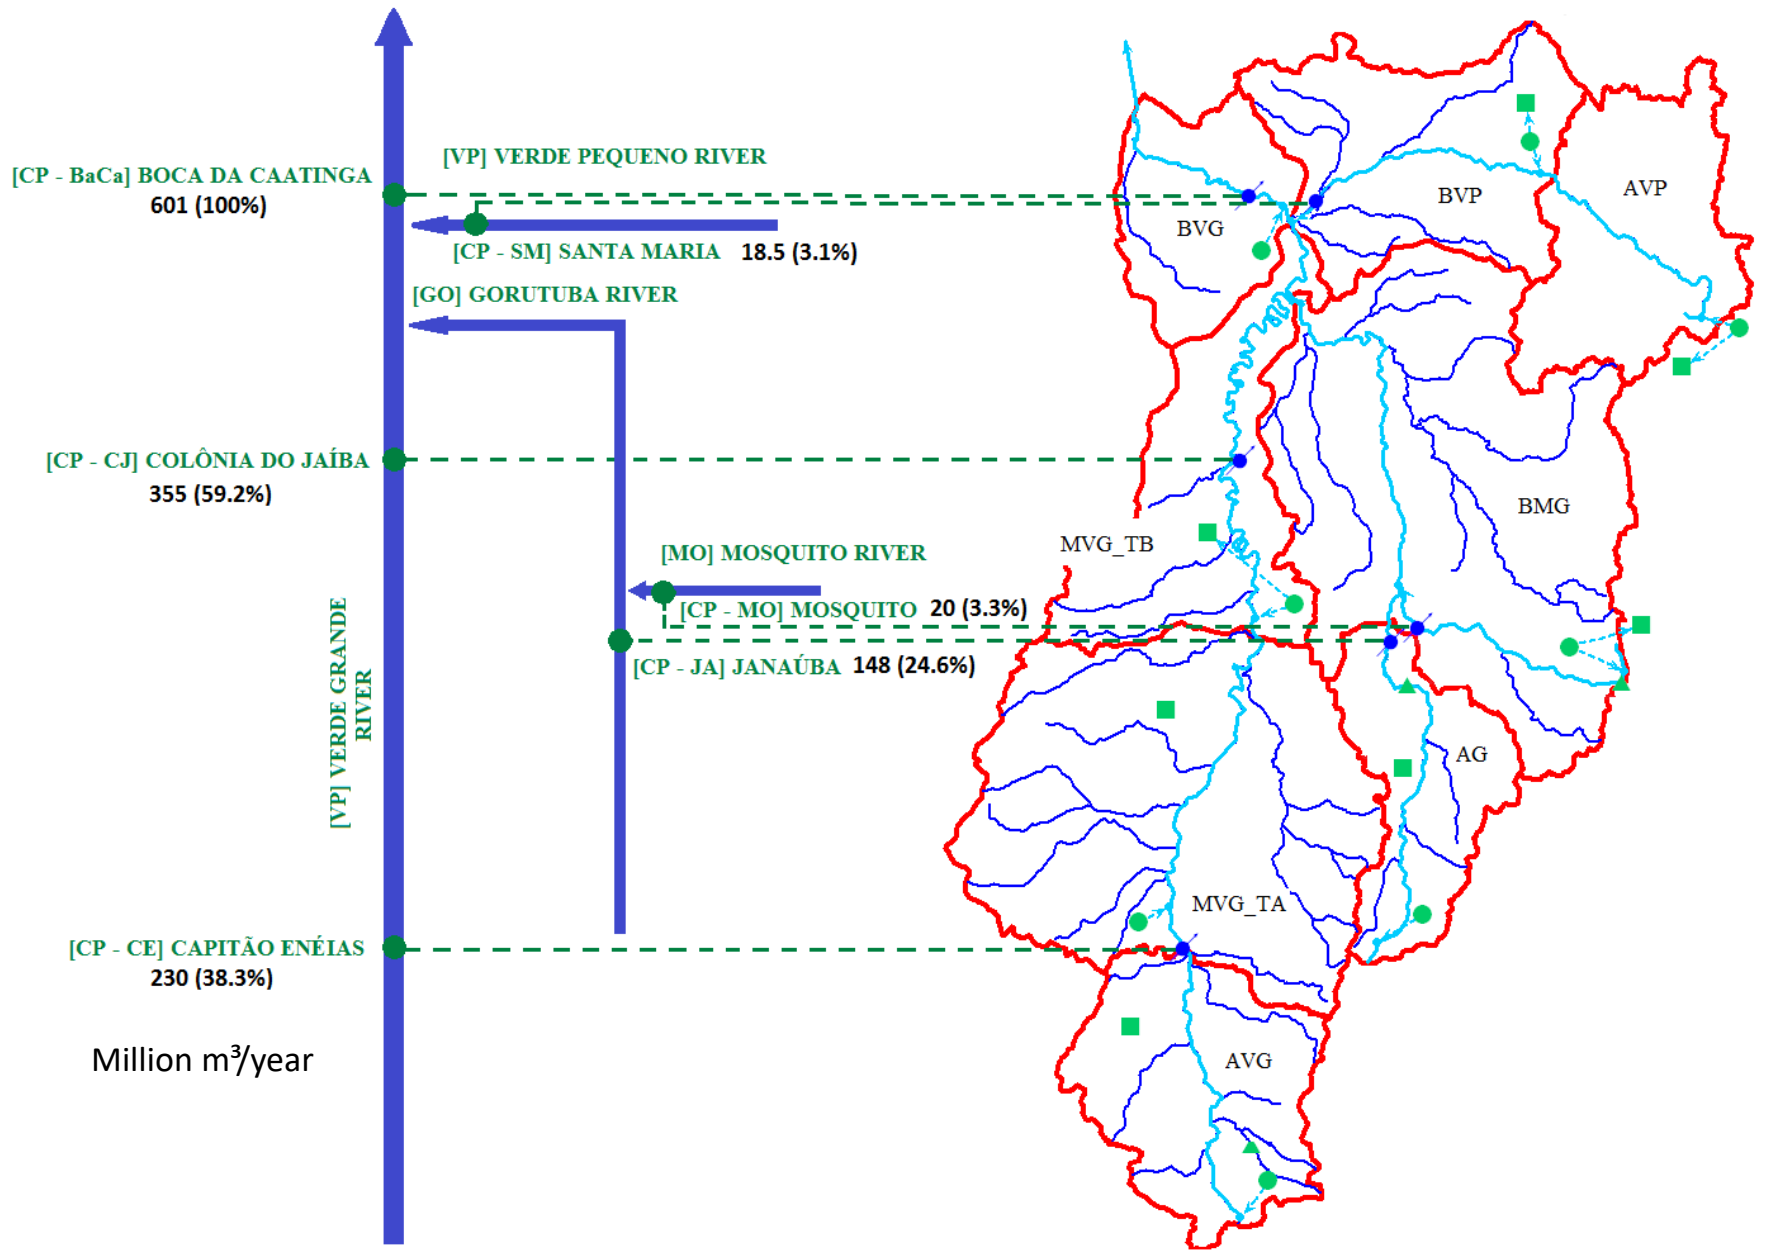 [VP] VERDE PEQUENO RIVER
[CP - BaCa] BOCA DA CAATINGA
601 (100%)
[CP - SM] SANTA MARIA 18.5 (3.1%)
[GO] GORUTUBA RIVER
[CP - CJ] COLÔNIA DO JAÍBA
355 (59.2%)
[MO] MOSQUITO RIVER
[CP - MO] MOSQUITO 20 (3.3%)
[CP - JA] JANAÚBA 148 (24.6%)
[VP] VERDE GRANDE
RIVER
[CP - CE] CAPITÃO ENÉIAS
230 (38.3%)
Million m³/year
BVG
BVP
AVP
MVG_TB
BMG
AG
MVG_TA
AVG